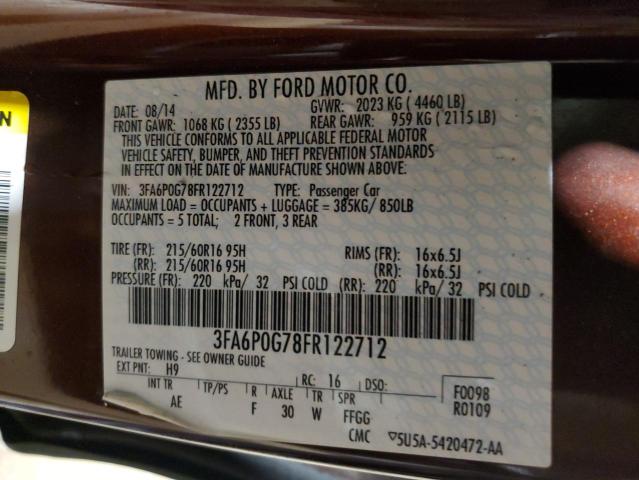 MFD. BY FORD MOTOR CO.
DATE: 08/14 GVWR: 2023 KG ( 4460 LB)
FRONT GAWR: 1068 KG ( 2355 LB) REAR GAWR: 959 KG ( 2115 LB)
THIS VEHICLE CONFORMS TO ALL APPLICABLE FEDERAL MOTOR
VEHICLE SAFETY, BUMPER, AND THEFT PREVENTION STANDARDS
IN EFFECT ON THE DATE OF MANUFACTURE SHOWN ABOVE.
VIN: 3FA6P0G78FR122712 TYPE: Passenger Car
MAXIMUM LOAD = OCCUPANTS + LUGGAGE = 385KG/ 850LB
OCCUPANTS = 5 TOTAL; 2 FRONT, 3 REAR
TIRE (FR): 215/60R16 95H RIMS (FR): 16x6.5J
(RR): 215/60R16 95H (RR): 16x6.5J
PRESSURE (FR): 220 kPa/ 32 PSI COLD (RR): 220 kPa/ 32 PSI COLD
3FA6P0G78FR122712
TRAILER TOWING - SEE OWNER GUIDE
EXT PNT: H9 RC: 16 DSO:
INT TR TP/PS R AXLE TR SPR F0098
AE F 30 W FFGG R0109
CMC ▽5U5A-5420472-AA